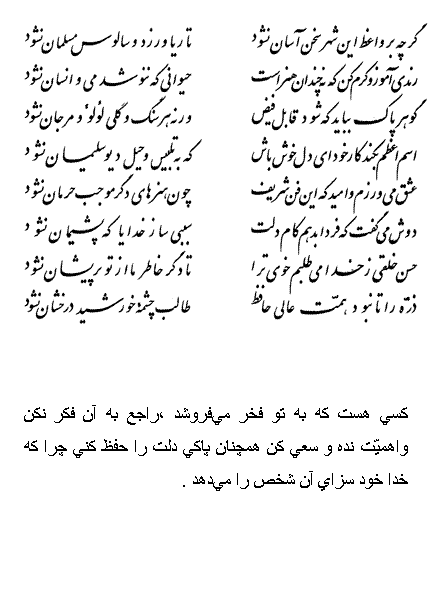 گر چه بر واعظ این شهر سخن آسان نشود تا ریا ورزد و سالوس مسلمان نشود
رندی آموز و کرم کن که نه چندان هنر است حیوانی که ننوشد می و انسان نشود
گوهر پاک بباید که شود قابل فیض ورنه هر سنگ و گلی لؤلؤ و مرجان نشود
اسم اعظم بکند کار خود ای دل خوش باش که به تلبیس و حیل دیو سلیمان نشود
عشق می‌ورزم و امید که این فن شریف چون هنرهای دگر موجب حرمان نشود
دوش می‌گفت که فردا بدهم کام دلت سببی ساز خدایا که پشیمان نشود
حسن خلقی ز خدا می‌طلبم خوی ترا تا دگر خاطر ما از تو پریشان نشود
ذره را تا نبود همت عالی حافظ طالب چشمهٔ خورشید درخشان نشود
كسي هست كه به تو فخر مي‌فروشد ،راجع به آن فكر نكن
واهميّت نده و سعي كن همچنان پاكي دلت را حفظ كني چرا كه
خدا خود سزاي آن شخص را مي‌دهد .